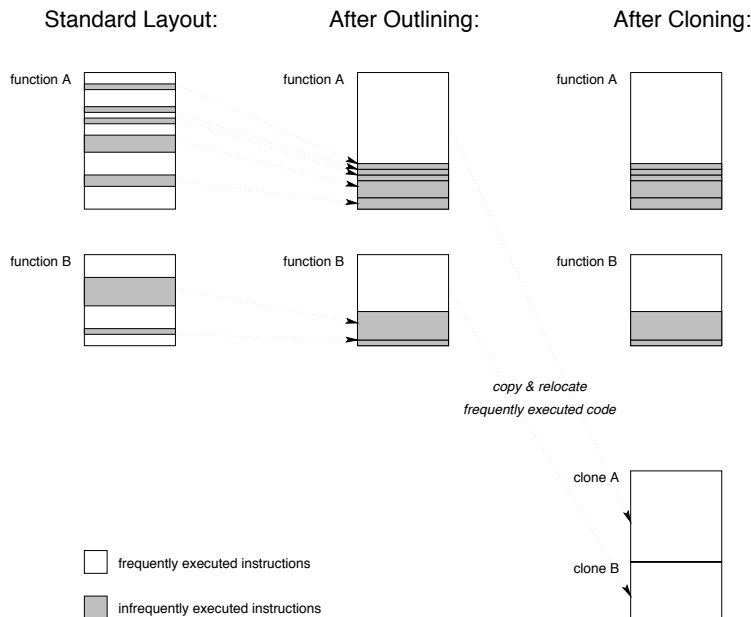 Standard Layout:
After Outlining:
After Cloning:
function A
function A
function A
function B
function B
function B
copy & relocate
frequently executed code
clone A
clone B
frequently executed instructions
infrequently executed instructions